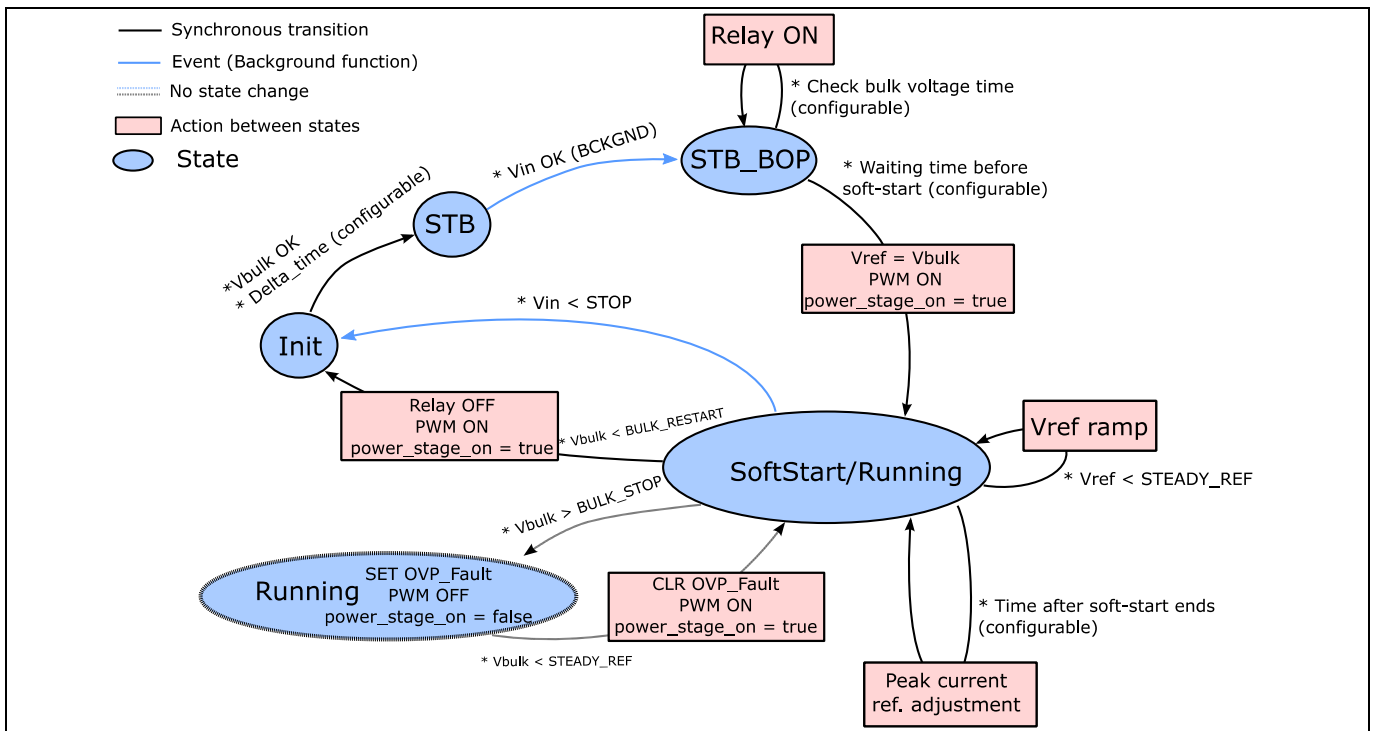 Synchronous transition
Event (Background function)
No state change
Action between states
State
Relay ON
* Check bulk voltage time
(configurable)
STB_BOP
* Vin OK (BCKGND)
* Waiting time before
soft-start (configurable)
STB
*Vbulk OK
* Delta_time (configurable)
Vref = Vbulk
PWM ON
power_stage_on = true
* Vin < STOP
Init
Relay OFF
PWM ON
power_stage_on = true
* Vbulk < BULK_RESTART
Vref ramp
SoftStart/Running
* Vref < STEADY_REF
* Vbulk > BULK_STOP
Running
SET OVP_Fault
PWM OFF
power_stage_on = false
CLR OVP_Fault
PWM ON
power_stage_on = true
* Time after soft-start ends
(configurable)
* Vbulk < STEADY_REF
Peak current
ref. adjustment